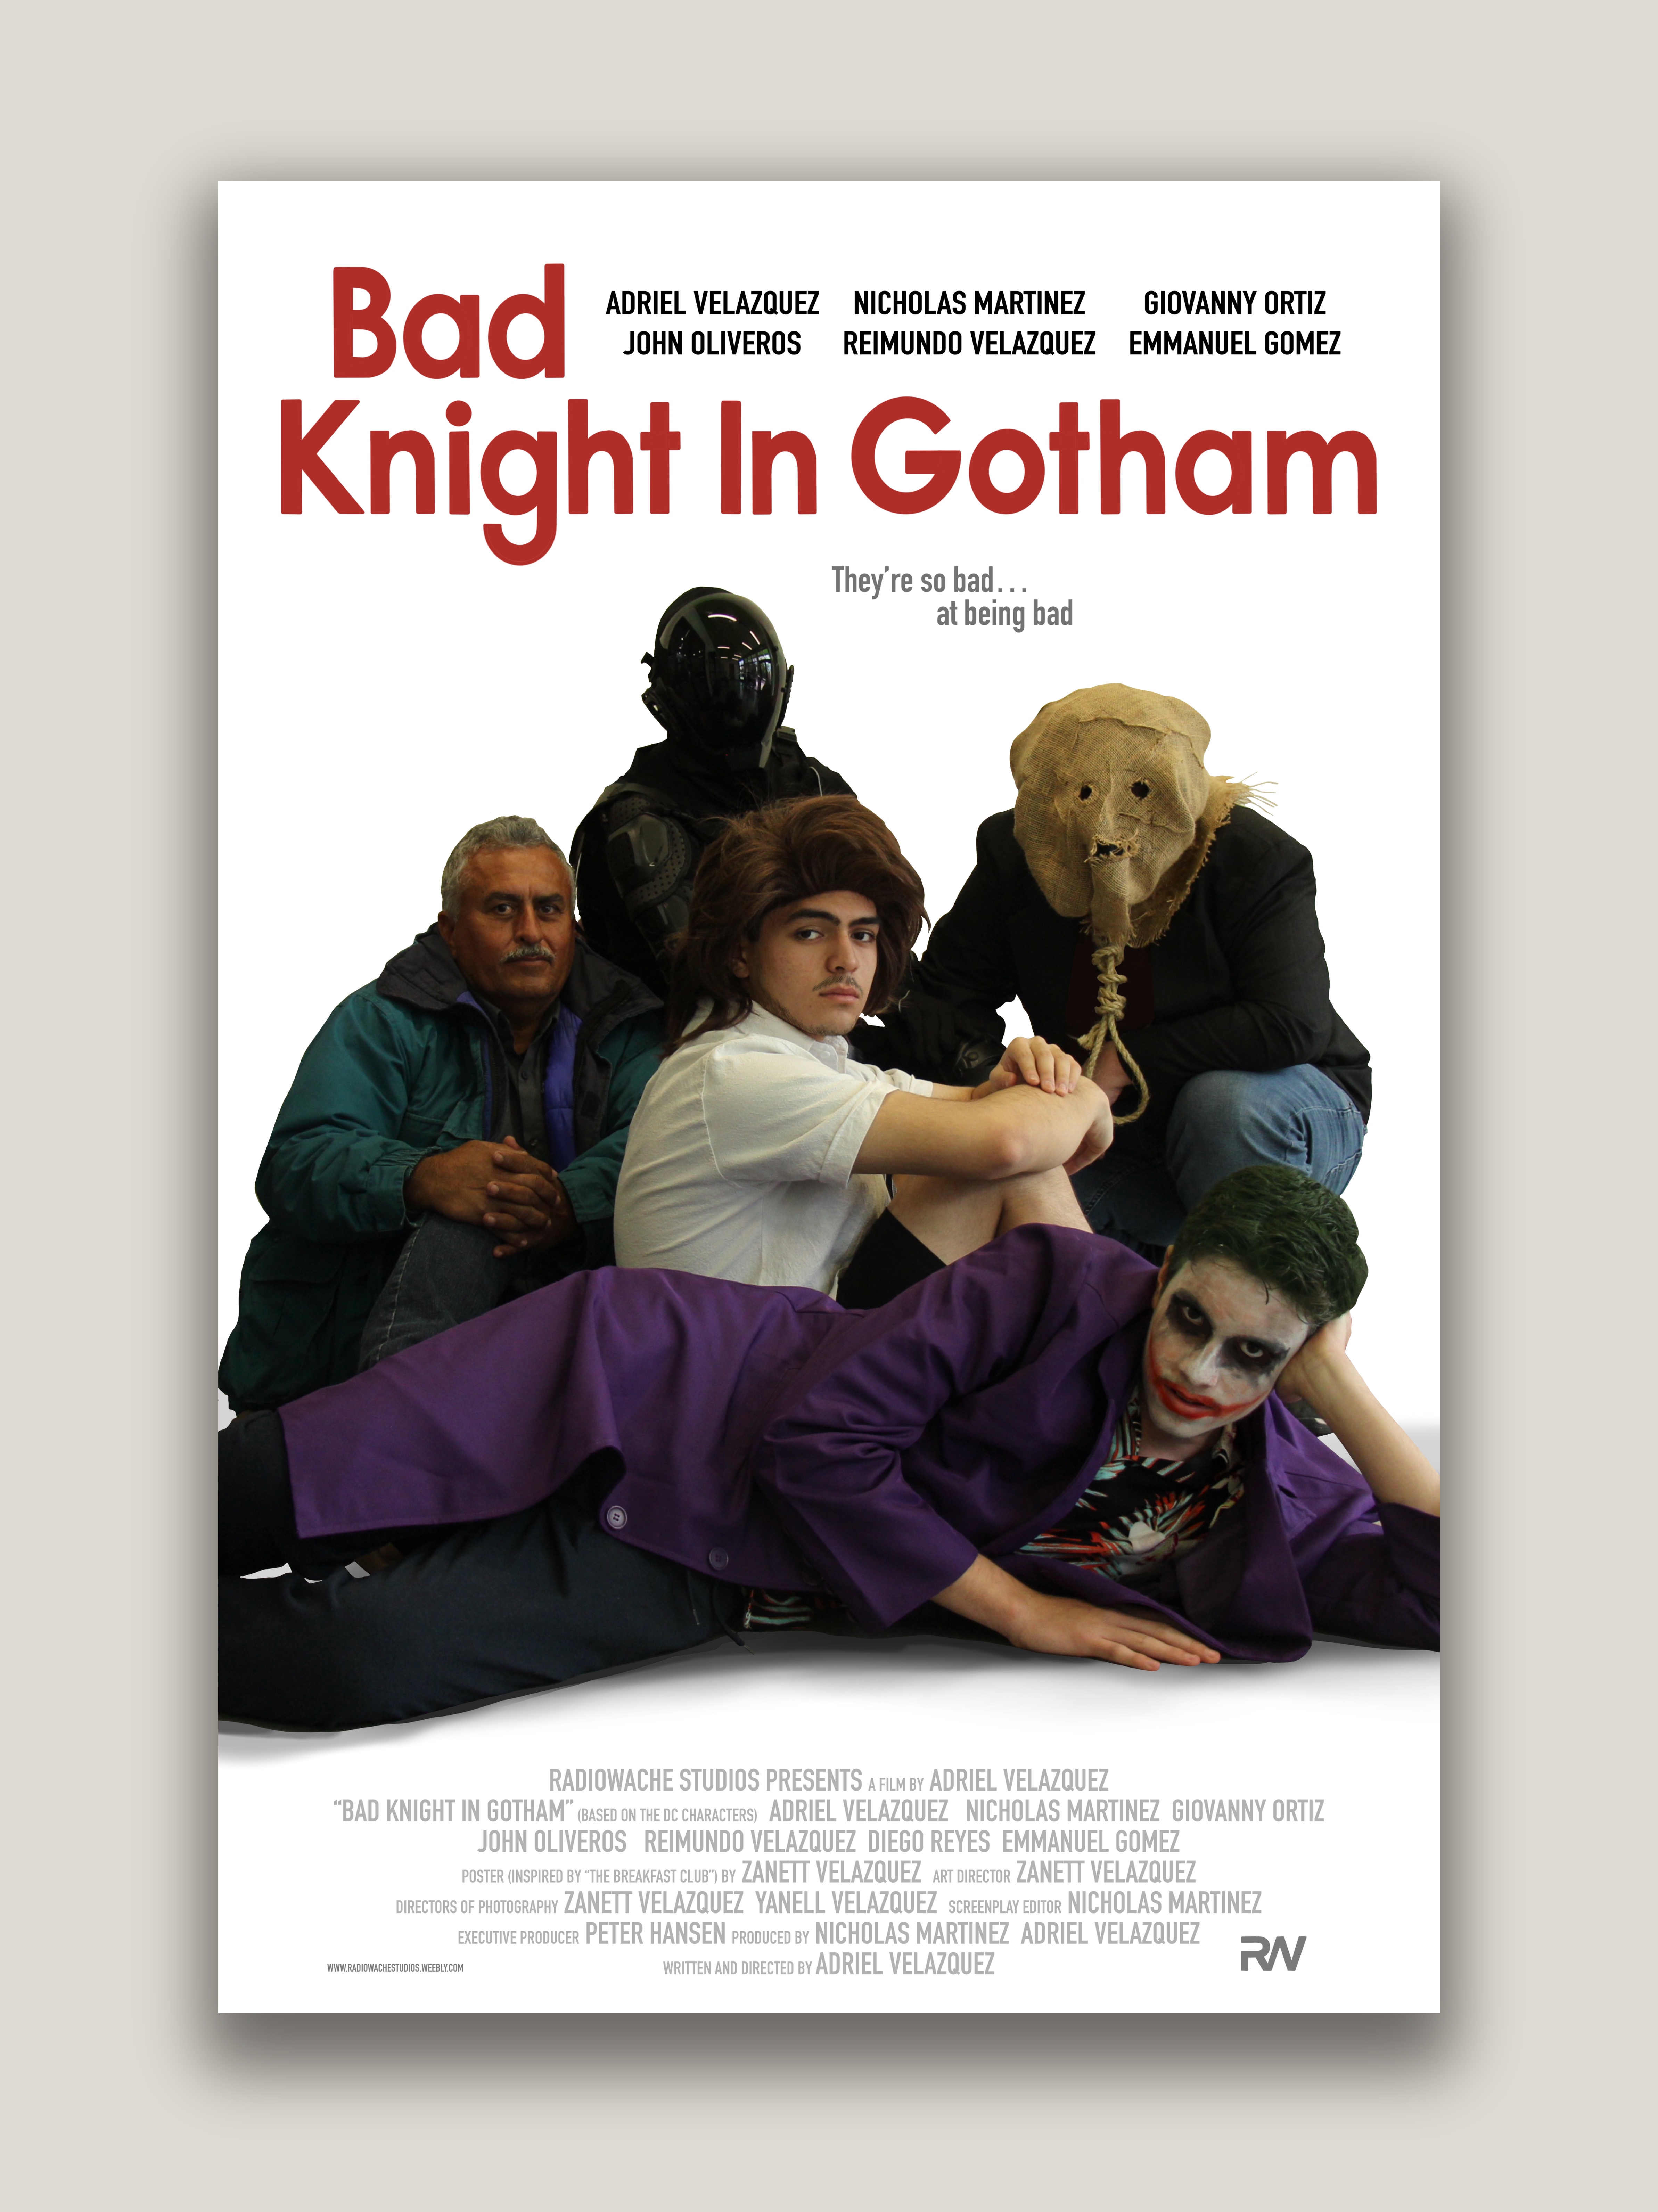 Bad
ADRIEL VELAZQUEZ NICHOLAS MARTINEZ GIOVANNY ORTIZ
JOHN OLIVEROS REIMUNDO VELAZQUEZ EMMANUEL GOMEZ
Knight In Gotham
They're so bad...
at being bad
RADIOWACHE STUDIOS PRESENTS A FILM BY ADRIEL VELAZQUEZ
"BAD KNIGHT IN GOTHAM" (BASED ON THE DC CHARACTERS) ADRIEL VELAZQUEZ NICHOLAS MARTINEZ GIOVANNY ORTIZ
JOHN OLIVEROS REIMUNDO VELAZQUEZ DIEGO REYES EMMANUEL GOMEZ
POSTER (INSPIRED BY "THE BREAKFAST CLUB") BY ZANETT VELAZQUEZ ART DIRECTOR ZANETT VELAZQUEZ
DIRECTORS OF PHOTOGRAPHY ZANETT VELAZQUEZ YANELL VELAZQUEZ SCREENPLAY EDITOR NICHOLAS MARTINEZ
EXECUTIVE PRODUCER PETER HANSEN PRODUCED BY NICHOLAS MARTINEZ ADRIEL VELAZQUEZ
WWW.RADIOWACHESTUDIOS.WEEBLY.COM WRITTEN AND DIRECTED BY ADRIEL VELAZQUEZ
RW